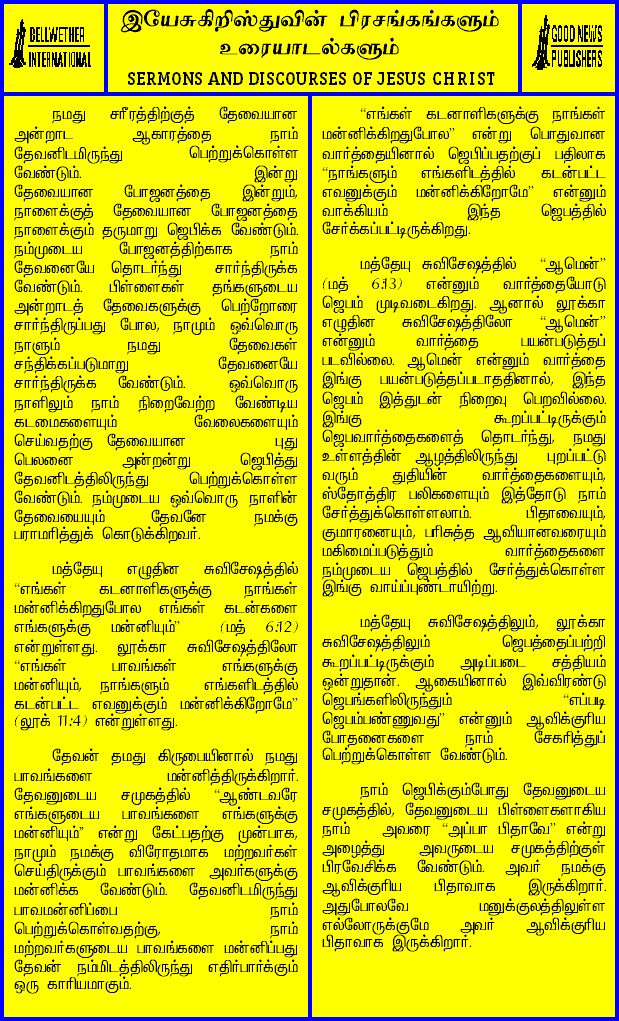 BELLWETHER
INTERNATIONAL
இயேசுகிறிஸ்துவின் பிரசங்கங்களும்
உரையாடல்களும்
SERMONS AND DISCOURSES OF JESUS CHRIST
GOOD NEWS
PUBLISHERS
நமது சரீரத்திற்குத் தேவையான
அன்றாட ஆகாரத்தை நாம்
தேவனிடமிருந்து பெற்றுக்கொள்ள
வேண்டும். இன்று
தேவையான போஜனத்தை இன்றும்,
நாளைக்குத் தேவையான போஜனத்தை
நாளைக்கும் தருமாறு ஜெபிக்க வேண்டும்.
நம்முடைய போஜனத்திற்காக நாம்
தேவனையே தொடர்ந்து சார்ந்திருக்க
வேண்டும். பிள்ளைகள் தங்களுடைய
அன்றாடத் தேவைகளுக்கு பெற்றோரை
சார்ந்திருப்பது போல, நாமும் ஒவ்வொரு
நாளும் நமது தேவைகள்
சந்திக்கப்படுமாறு தேவனையே
சார்ந்திருக்க வேண்டும். ஒவ்வொரு
நாளிலும் நாம் நிறைவேற்ற வேண்டிய
கடமைகளையும் வேலைகளையும்
செய்வதற்கு தேவையான புது
பெலனை அன்றன்று ஜெபித்து
தேவனிடத்திலிருந்து பெற்றுக்கொள்ள
வேண்டும். நம்முடைய ஒவ்வொரு நாளின்
தேவையையும் தேவனே நமக்கு
பராமரித்துக் கொடுக்கிறவர்.
மத்தேயு எழுதின சுவிசேஷத்தில்
“எங்கள் கடனாளிகளுக்கு நாங்கள்
மன்னிக்கிறதுபோல எங்கள் கடன்களை
எங்களுக்கு மன்னியும்” (மத் 6:12)
என்றுள்ளது. லூக்கா சுவிசேஷத்திலோ
“எங்கள் பாவங்கள் எங்களுக்கு
மன்னியும், நாங்களும் எங்களிடத்தில்
கடன்பட்ட எவனுக்கும் மன்னிக்கிறோமே”
(லூக் 11:4) என்றுள்ளது.
தேவன் தமது கிருபையினால் நமது
பாவங்களை மன்னித்திருக்கிறார்.
தேவனுடைய சமுகத்தில் “ஆண்டவரே
எங்களுடைய பாவங்களை எங்களுக்கு
மன்னியும்” என்று கேட்பதற்கு முன்பாக,
நாமும் நமக்கு விரோதமாக மற்றவர்கள்
செய்திருக்கும் பாவங்களை அவர்களுக்கு
மன்னிக்க வேண்டும். தேவனிடமிருந்து
பாவமன்னிப்பை நாம்
பெற்றுக்கொள்வதற்கு, நாம்
மற்றவர்களுடைய பாவங்களை மன்னிப்பது
தேவன் நம்மிடத்திலிருந்து எதிர்பார்க்கும்
ஒரு காரியமாகும்.
“எங்கள் கடனாளிகளுக்கு நாங்கள்
மன்னிக்கிறதுபோல” என்று பொதுவான
வார்த்தையினால் ஜெபிப்பதற்குப் பதிலாக
“நாங்களும் எங்களிடத்தில் கடன்பட்ட
எவனுக்கும் மன்னிக்கிறோமே” என்னும்
வாக்கியம் இந்த ஜெபத்தில்
சேர்க்கப்பட்டிருக்கிறது.
மத்தேயு சுவிசேஷத்தில் “ஆமென்”
(மத் 6:13) என்னும் வார்த்தையோடு
ஜெபம் முடிவடைகிறது. ஆனால் லூக்கா
எழுதின சுவிசேஷத்திலோ “ஆமென்”
என்னும் வார்த்தை பயன்படுத்தப்
படவில்லை. ஆமென் என்னும் வார்த்தை
இங்கு பயன்படுத்தப்படாததினால், இந்த
ஜெபம் இத்துடன் நிறைவு பெறவில்லை.
இங்கு கூறப்பட்டிருக்கும்
ஜெபவார்த்தைகளைத் தொடர்ந்து, நமது
உள்ளத்தின் ஆழத்திலிருந்து புறப்பட்டு
வரும் துதியின் வார்த்தைகளையும்,
ஸ்தோத்திர பலிகளையும் இத்தோடு நாம்
சேர்த்துக்கொள்ளலாம். பிதாவையும்,
குமாரனையும், பரிசுத்த ஆவியானவரையும்
மகிமைப்படுத்தும் வார்த்தைகளை
நம்முடைய ஜெபத்தில் சேர்த்துக்கொள்ள
இங்கு வாய்ப்புண்டாயிற்று.
மத்தேயு சுவிசேஷத்திலும், லூக்கா
சுவிசேஷத்திலும் ஜெபத்தைப்பற்றி
கூறப்பட்டிருக்கும் அடிப்படை சத்தியம்
ஒன்றுதான். ஆகையினால் இவ்விரண்டு
ஜெபங்களிலிருந்தும் “எப்படி
ஜெபம்பண்ணுவது” என்னும் ஆவிக்குரிய
போதனைகளை நாம் சேகரித்துப்
பெற்றுக்கொள்ள வேண்டும்.
நாம் ஜெபிக்கும்போது தேவனுடைய
சமுகத்தில், தேவனுடைய பிள்ளைகளாகிய
நாம் அவரை “அப்பா பிதாவே” என்று
அழைத்து அவருடைய சமுகத்திற்குள்
பிரவேசிக்க வேண்டும். அவர் நமக்கு
ஆவிக்குரிய பிதாவாக இருக்கிறார்.
அதுபோலவே மனுக்குலத்திலுள்ள
எல்லோருக்குமே அவர் ஆவிக்குரிய
பிதாவாக இருக்கிறார்.